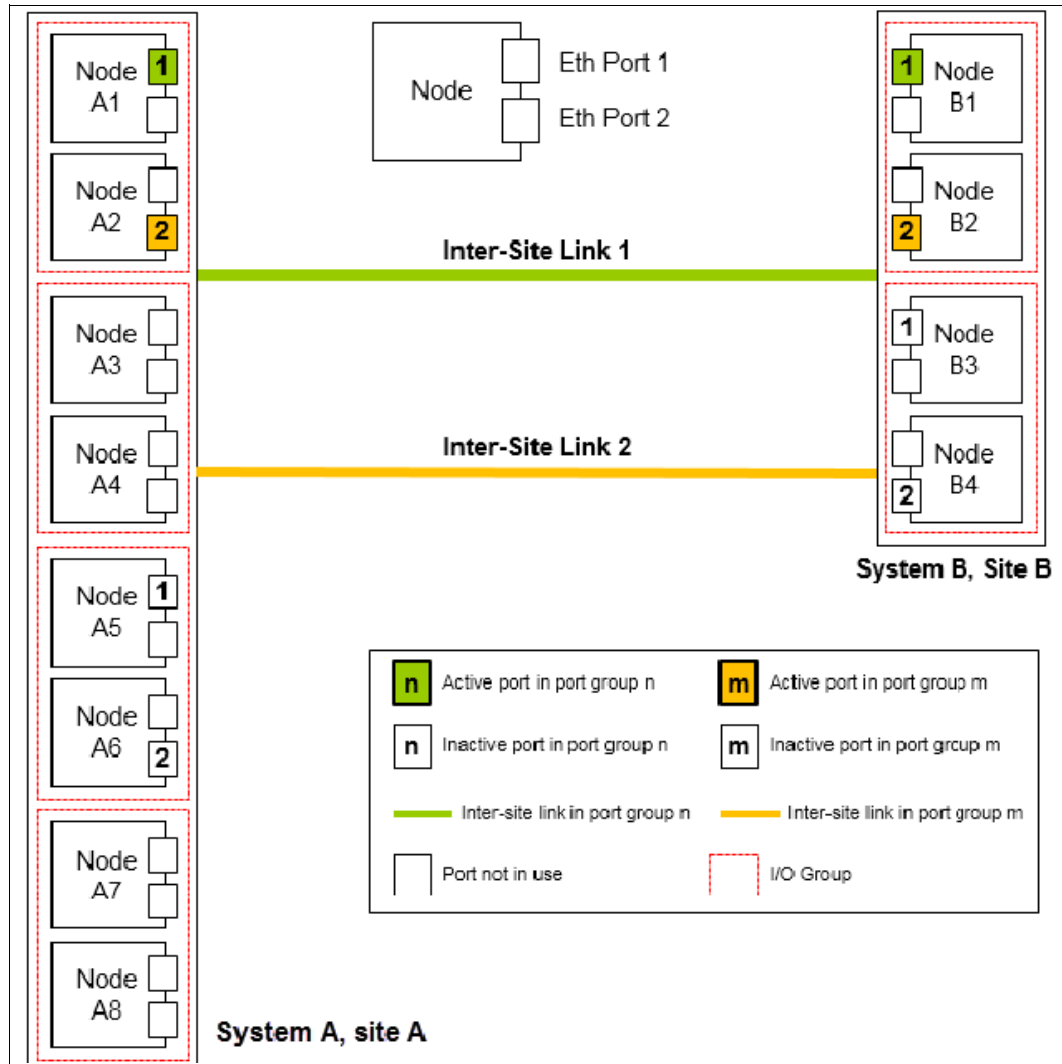 Node
A1
1
Node
A2
2
Node
A3
Node
A4
Node
A5
1
Node
A6
2
Node
A7
Node
A8
System A, site A
Node
Eth Port 1
Eth Port 2
Inter-Site Link 1
Inter-Site Link 2
1
Node
B1
2
Node
B2
1
Node
B3
2
Node
B4
System B, Site B
n
Active port in port group n
m
Active port in port group m
n
Inactive port in port group n
m
Inactive port in port group m
Inter-site link in port group n
Inter-site link in port group m
Port not in use
I/O Group